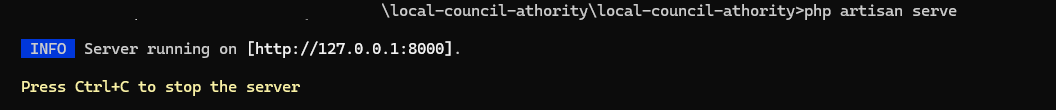 \local-council-athority\local-council-athority>php artisan serve
INFO Server running on [http://127.0.0.1:8000].
Press Ctrl+C to stop the server